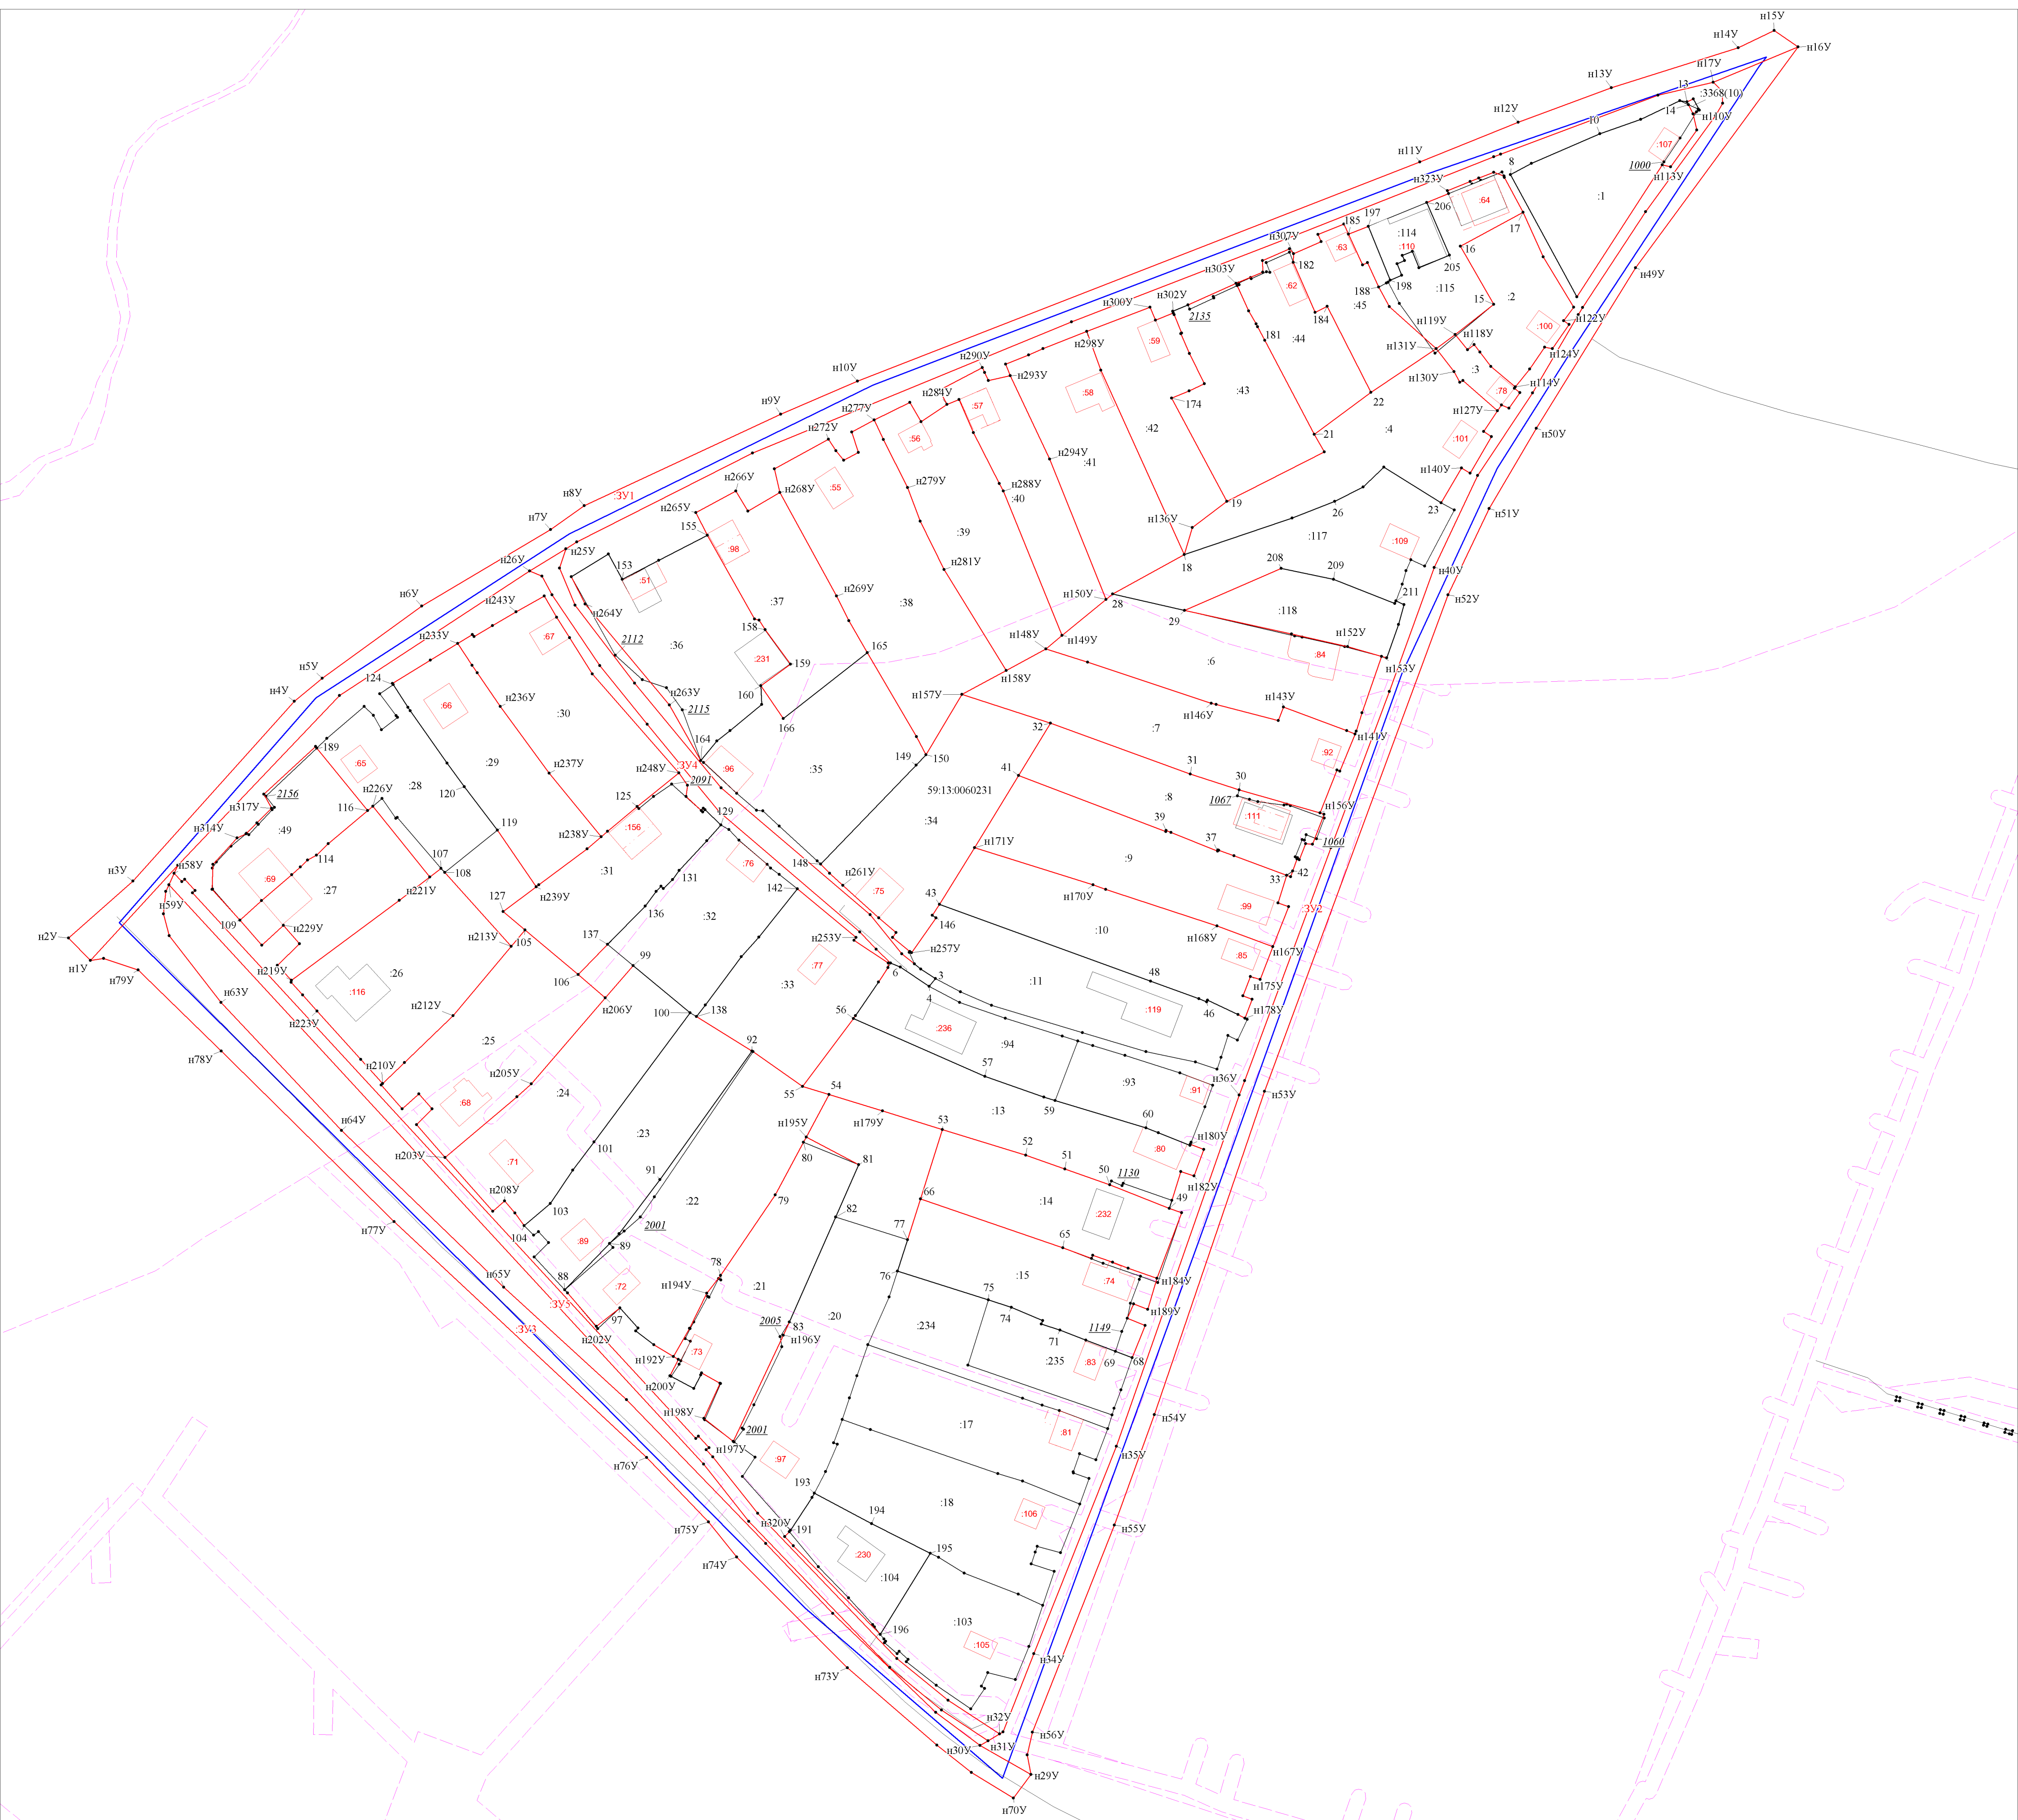 н15У
н14У
н16У
н17У
н13У
13
:3368(10)
14
н110У
н12У
10
:107
н11У
8
1000
н113У
:1
н323У
:64
206
197
17
185
:114
н307У
:63
:110
16
205
182
н49У
н303У
198
:115
188
:62
:2
15
:45
н300У
н302У
2135
184
н119У
н122У
:100
н118У
:59
181
:44
н131У
н124У
н298У
н290У
н130У
:3
н10У
н293У
:43
н114У
н284У
:58
:78
22
н9У
н277У
:57
174
н127У
:42
:4
н50У
н272У
:56
21
:101
н294У
:41
н266У
н140У
н268У
н279У
н288У
:55
н8У
:ЗУ1
:40
н265У
19
26
23
н51У
н7У
155
н136У
:39
:117
:98
н25У
:109
н26У
153
18
208
209
н40У
:51
н281У
н269У
н52У
н6У
н150У
28
211
н243У
н264У
:37
:38
:118
29
:67
158
н233У
2112
н149У
н152У
:36
н148У
165
:84
:231
159
:6
н153У
н5У
124
160
н158У
н263У
н157У
н236У
н4У
:66
2115
н143У
:30
166
н146У
32
:7
н141У
189
149
150
164
:92
:65
:29
н248У
:ЗУ4
:96
31
41
н237У
:35
2091
:28
30
120
2156
н226У
59:13:0060231
:8
1067
н156У
н317У
116
125
129
:111
:34
н314У
:49
119
:156
39
1060
н238У
37
н171У
:76
148
н58У
114
107
:9
н3У
108
:31
131
42
:69
н261У
33
:27
н221У
н239У
142
:75
н170У
н59У
127
136
:32
43
:99
:ЗУ2
109
146
н2У
н229У
105
:10
н168У
н213У
137
н253У
н257У
н167У
н1У
99
:77
:85
н219У
:26
106
6
48
н79У
3
:11
н175У
:116
н206У
:33
4
н63У
н212У
56
46
н178У
н223У
100
138
:119
:236
:25
:94
н78У
92
н210У
н205У
57
:93
н36У
:24
:91
н53У
:68
55
54
59
:13
н179У
н64У
53
60
:23
н195У
101
н180У
н203У
80
52
:80
:71
81
51
91
50
1130
н182У
н208У
:22
79
66
49
103
82
:14
н77У
2001
:232
104
:89
77
89
65
78
76
н65У
88
:21
:15
н184У
:72
н194У
75
:74
:ЗУ5
74
н189У
97
:20
:ЗУ3
2005
83
:234
1149
н202У
н196У
71
н192У
:73
:235
69
68
:83
н200У
н54У
н198У
:17
2001
:81
н197У
н35У
н76У
:97
193
:18
194
:106
н55У
н75У
н320У
191
195
:230
н74У
:104
196
:103
:105
н34У
н73У
н32У
н56У
н31У
н30У
н29У
н70У